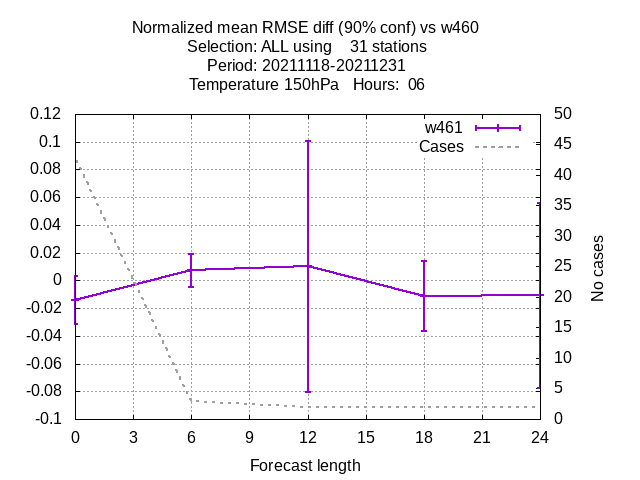 Normalized mean RMSE diff (90% conf) vs w460
Selection: ALL using    31 stations
Period: 20211118-20211231
Temperature 150hPa   Hours:  06
w461
Cases
0.12
0.1
0.08
0.06
0.04
0.02
0
-0.02
-0.04
-0.06
-0.08
-0.1
50
45
40
35
30
25
20
15
10
5
0
No cases
0 3 6 9 12 15 18 21 24
Forecast length